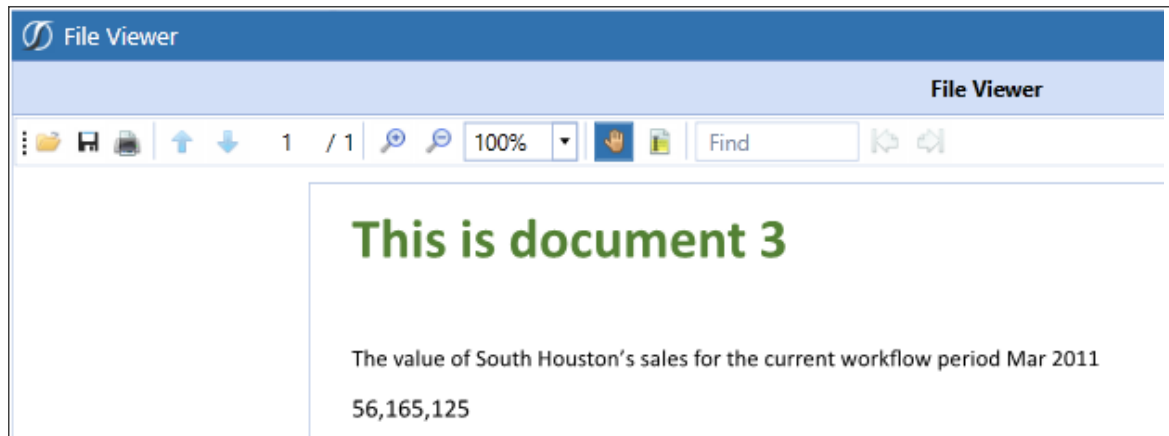 File Viewer
File Viewer
1 / 1 100% Find
This is document 3
The value of South Houston’s sales for the current workflow period Mar 2011
56,165,125